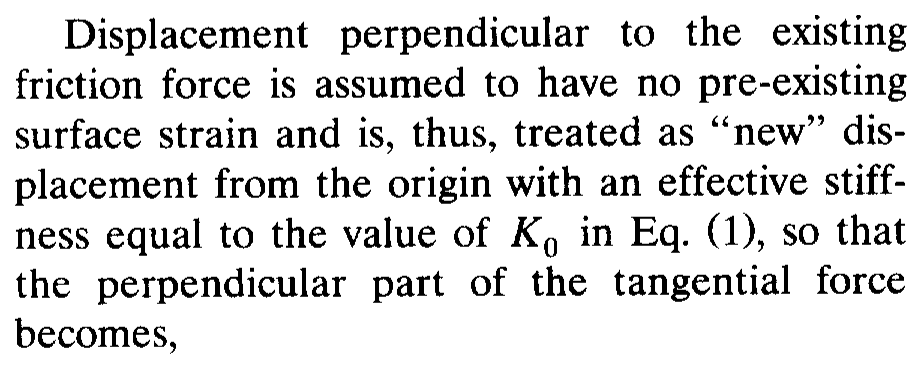 Displacement perpendicular to the existing
friction force is assumed to have no pre-existing
surface strain and is, thus, treated as “new” dis-
placement from the origin with an effective stiff-
ness equal to the value of K₀ in Eq. (1), so that
the perpendicular part of the tangential force
becomes,